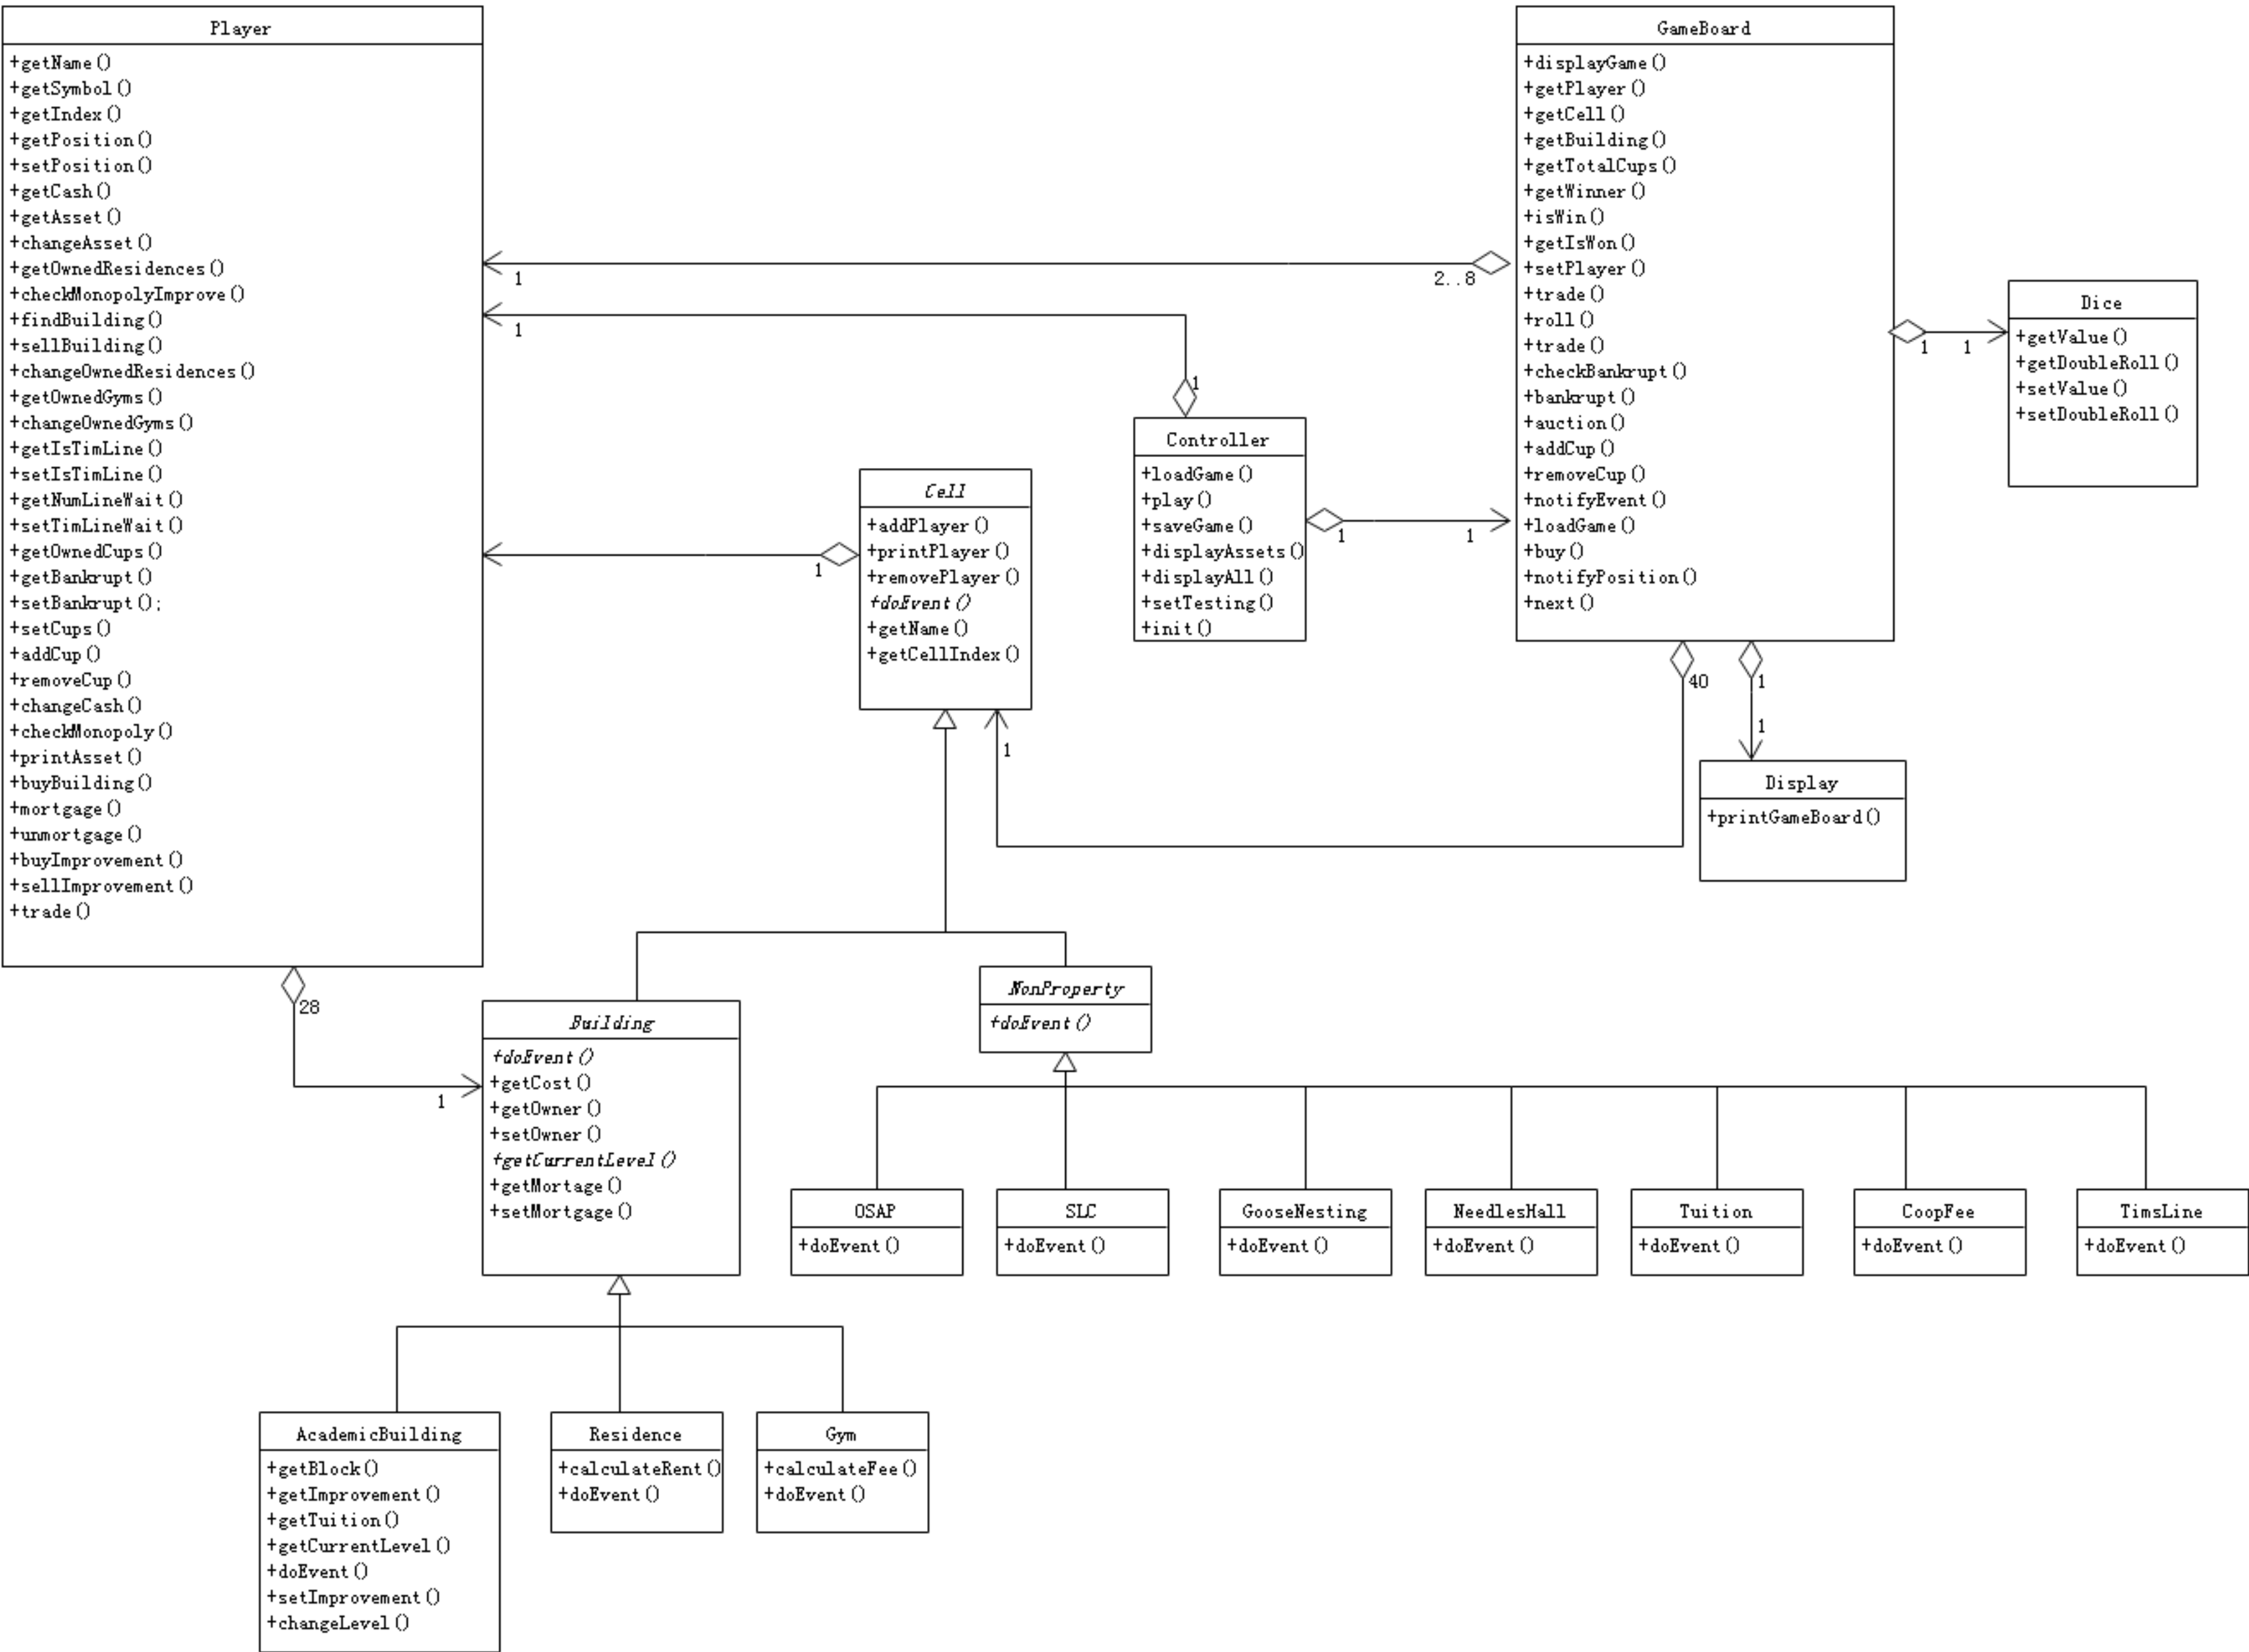 Player
+getName()
+getSymbol()
+getIndex()
+getPosition()
+setPosition()
+getCash()
+getAsset()
+changeAsset()
+getOwnedResidences()
+checkMonopolyImprove()
+findBuilding()
+sellBuilding()
+changeOwnedResidences()
+getOwnedGyms()
+changeOwnedGyms()
+getIsTimLine()
+setIsTimLine()
+getNumLineWait()
+setTimLineWait()
+getOwnedCups()
+getBankrupt()
+setBankrupt();
+setCups()
+addCup()
+removeCup()
+changeCash()
+checkMonopoly()
+printAsset()
+buyBuilding()
+mortgage()
+unmortgage()
+buyImprovement()
+sellImprovement()
+trade()
GameBoard
+displayGame()
+getPlayer()
+getCell()
+getBuilding()
+getTotalCups()
+getWinner()
+isWin()
+getIsWon()
+setPlayer()
+trade()
+roll()
+trade()
+checkBankrupt()
+bankrupt()
+auction()
+addCup()
+removeCup()
+notifyEvent()
+loadGame()
+buy()
+notifyPosition()
+next()
Dice
+getValue()
+getDoubleRoll()
+setValue()
+setDoubleRoll()
1
2..8
1
1
1
1
Controller
+loadGame()
+play()
+saveGame()
+displayAssets()
+displayAll()
+setTesting()
+init()
1
1
Cell
+addPlayer()
+printPlayer()
+removePlayer()
+doEvent()
+getName()
+getCellIndex()
1
40
1
1
1
Display
+printGameBoard()
28
1
Building
+doEvent()
+getCost()
+getOwner()
+setOwner()
+getCurrentLevel()
+getMortage()
+setMortgage()
NonProperty
+doEvent()
OSAP
+doEvent()
SLC
+doEvent()
GooseNesting
+doEvent()
NeedlesHall
+doEvent()
Tuition
+doEvent()
CoopFee
+doEvent()
TimsLine
+doEvent()
AcademicBuilding
+getBlock()
+getImprovement()
+getTuition()
+getCurrentLevel()
+doEvent()
+setImprovement()
+changeLevel()
Residence
+calculateRent()
+doEvent()
Gym
+calculateFee()
+doEvent()